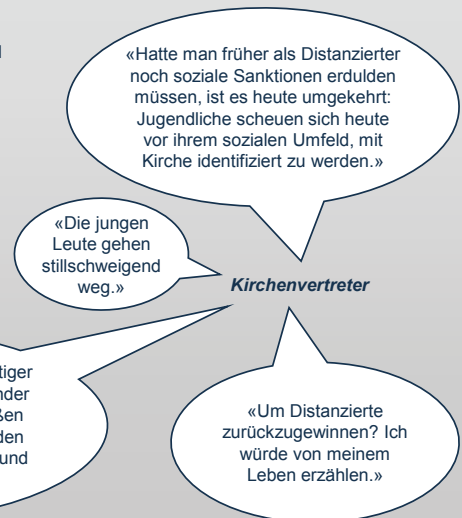 «Hatte man früher als Distanzierter
noch soziale Sanktionen erdulden
müssen, ist es heute umgekehrt:
Jugendliche scheuen sich heute
vor ihrem sozialen Umfeld, mit
Kirche identifiziert zu werden.»
«Die jungen
Leute gehen
stillschweigend
weg.»
Kirchenvertreter
und
«Um Distanzierte
zurückzugewinnen? Ich
würde von meinem
Leben erzählen.»